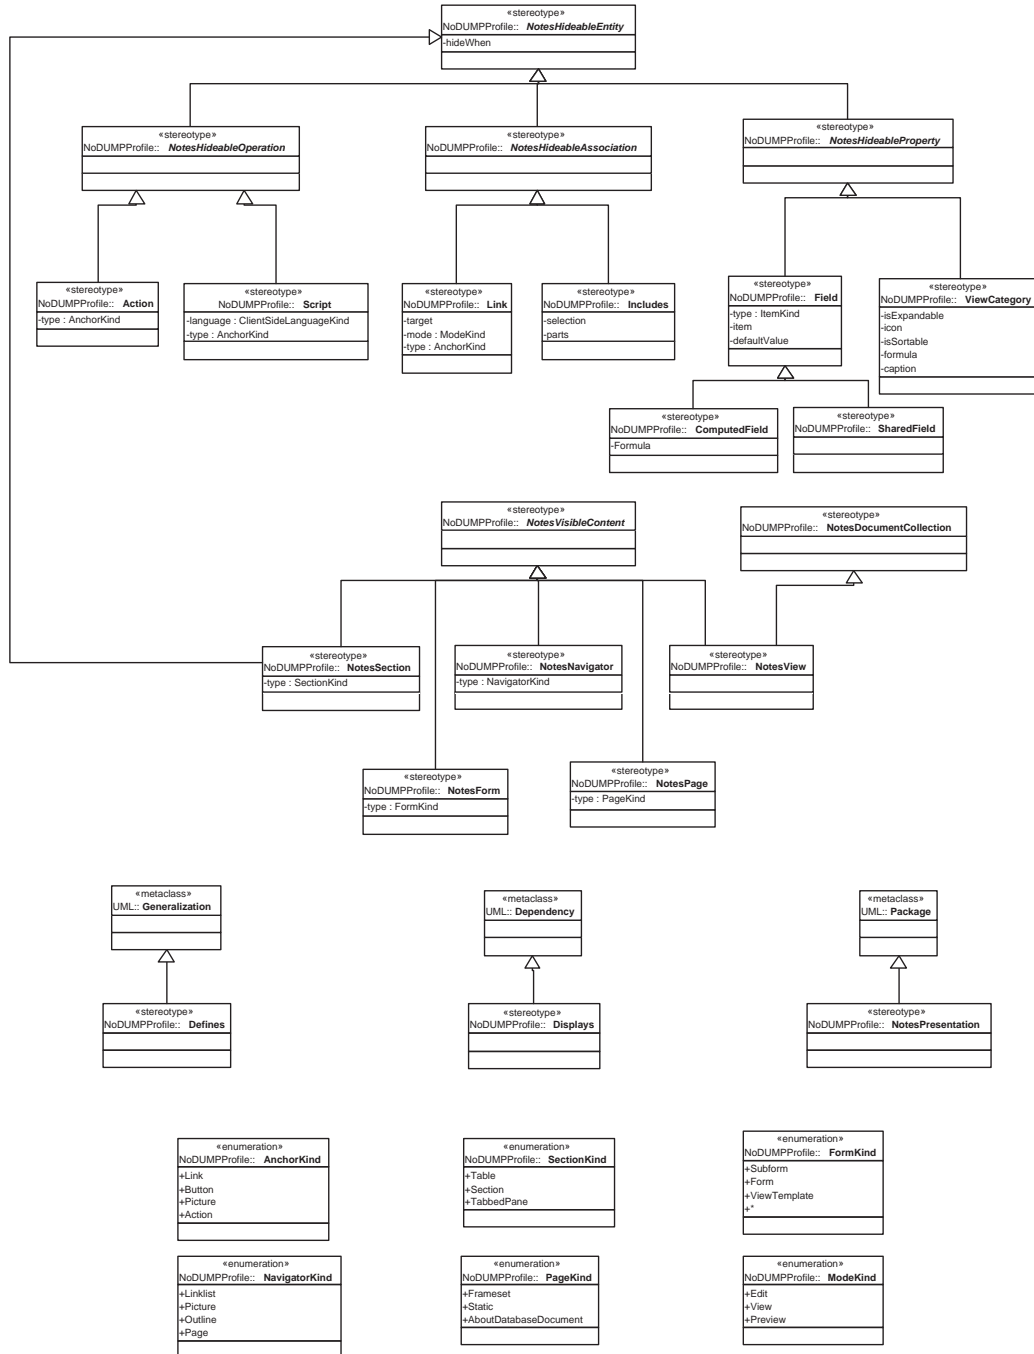 «stereotype»
NoDUMPProfile:: NotesHideableEntity
-hideWhen
«stereotype»
NoDUMPProfile:: NotesHideableOperation
«stereotype»
NoDUMPProfile:: NotesHideableAssociation
«stereotype»
NoDUMPProfile:: NotesHideableProperty
«stereotype»
NoDUMPProfile:: Action
-type : AnchorKind
«stereotype»
NoDUMPProfile:: Script
-language : ClientSideLanguageKind
-type : AnchorKind
«stereotype»
NoDUMPProfile:: Link
-target
-mode : ModeKind
-type : AnchorKind
«stereotype»
NoDUMPProfile:: Includes
-selection
-parts
«stereotype»
NoDUMPProfile:: Field
-type : ItemKind
-item
-defaultValue
«stereotype»
NoDUMPProfile:: ViewCategory
-isExpandable
-icon
-isSortable
-formula
-caption
«stereotype»
NoDUMPProfile:: ComputedField
-Formula
«stereotype»
NoDUMPProfile:: SharedField
«stereotype»
NoDUMPProfile:: NotesVisibleContent
«stereotype»
NoDUMPProfile:: NotesDocumentCollection
«stereotype»
NoDUMPProfile:: NotesSection
-type : SectionKind
«stereotype»
NoDUMPProfile:: NotesNavigator
-type : NavigatorKind
«stereotype»
NoDUMPProfile:: NotesView
«stereotype»
NoDUMPProfile:: NotesForm
-type : FormKind
«stereotype»
NoDUMPProfile:: NotesPage
-type : PageKind
«metaclass»
UML:: Generalization
«metaclass»
UML:: Dependency
«metaclass»
UML:: Package
«stereotype»
NoDUMPProfile:: Defines
«stereotype»
NoDUMPProfile:: Displays
«stereotype»
NoDUMPProfile:: NotesPresentation
«enumeration»
NoDUMPProfile:: AnchorKind
+Link
+Button
+Picture
+Action
«enumeration»
NoDUMPProfile:: SectionKind
+Table
+Section
+TabbedPane
«enumeration»
NoDUMPProfile:: FormKind
+Subform
+Form
+ViewTemplate
+*
«enumeration»
NoDUMPProfile:: NavigatorKind
+Linklist
+Picture
+Outline
+Page
«enumeration»
NoDUMPProfile:: PageKind
+Frameset
+Static
+AboutDatabaseDocument
«enumeration»
NoDUMPProfile:: ModeKind
+Edit
+View
+Preview